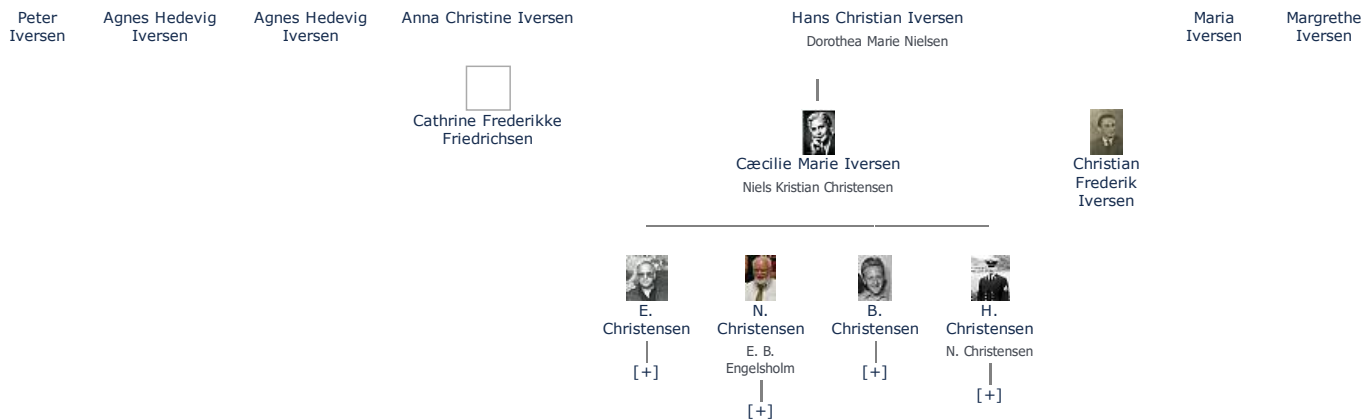 Peter
Iversen
Agnes Hedevig
Iversen
Agnes Hedevig
Iversen
Anna Christine Iversen
Hans Christian Iversen
Dorothea Marie Nielsen
Maria
Iversen
Margrethe
Iversen
Cathrine Frederikke
Friedrichsen
Cæcilie Marie Iversen
Niels Kristian Christensen
Christian
Frederik
Iversen
E.
Christensen
[+]
N.
Christensen
E. B.
Engelsholm
[+]
B.
Christensen
[+]
H.
Christensen
N. Christensen
[+]